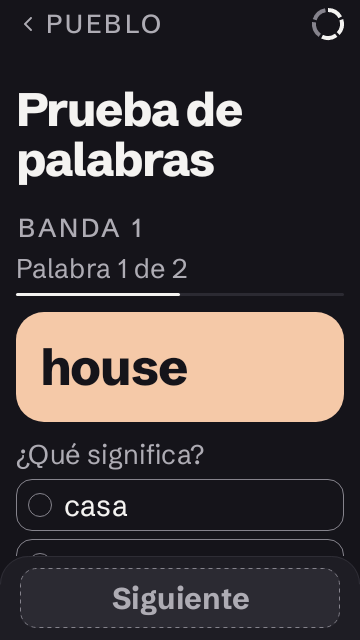 PUEBLO
Prueba de
palabras
BANDA 1
Palabra 1 de 2
house
¿Qué significa?
casa
Siguiente